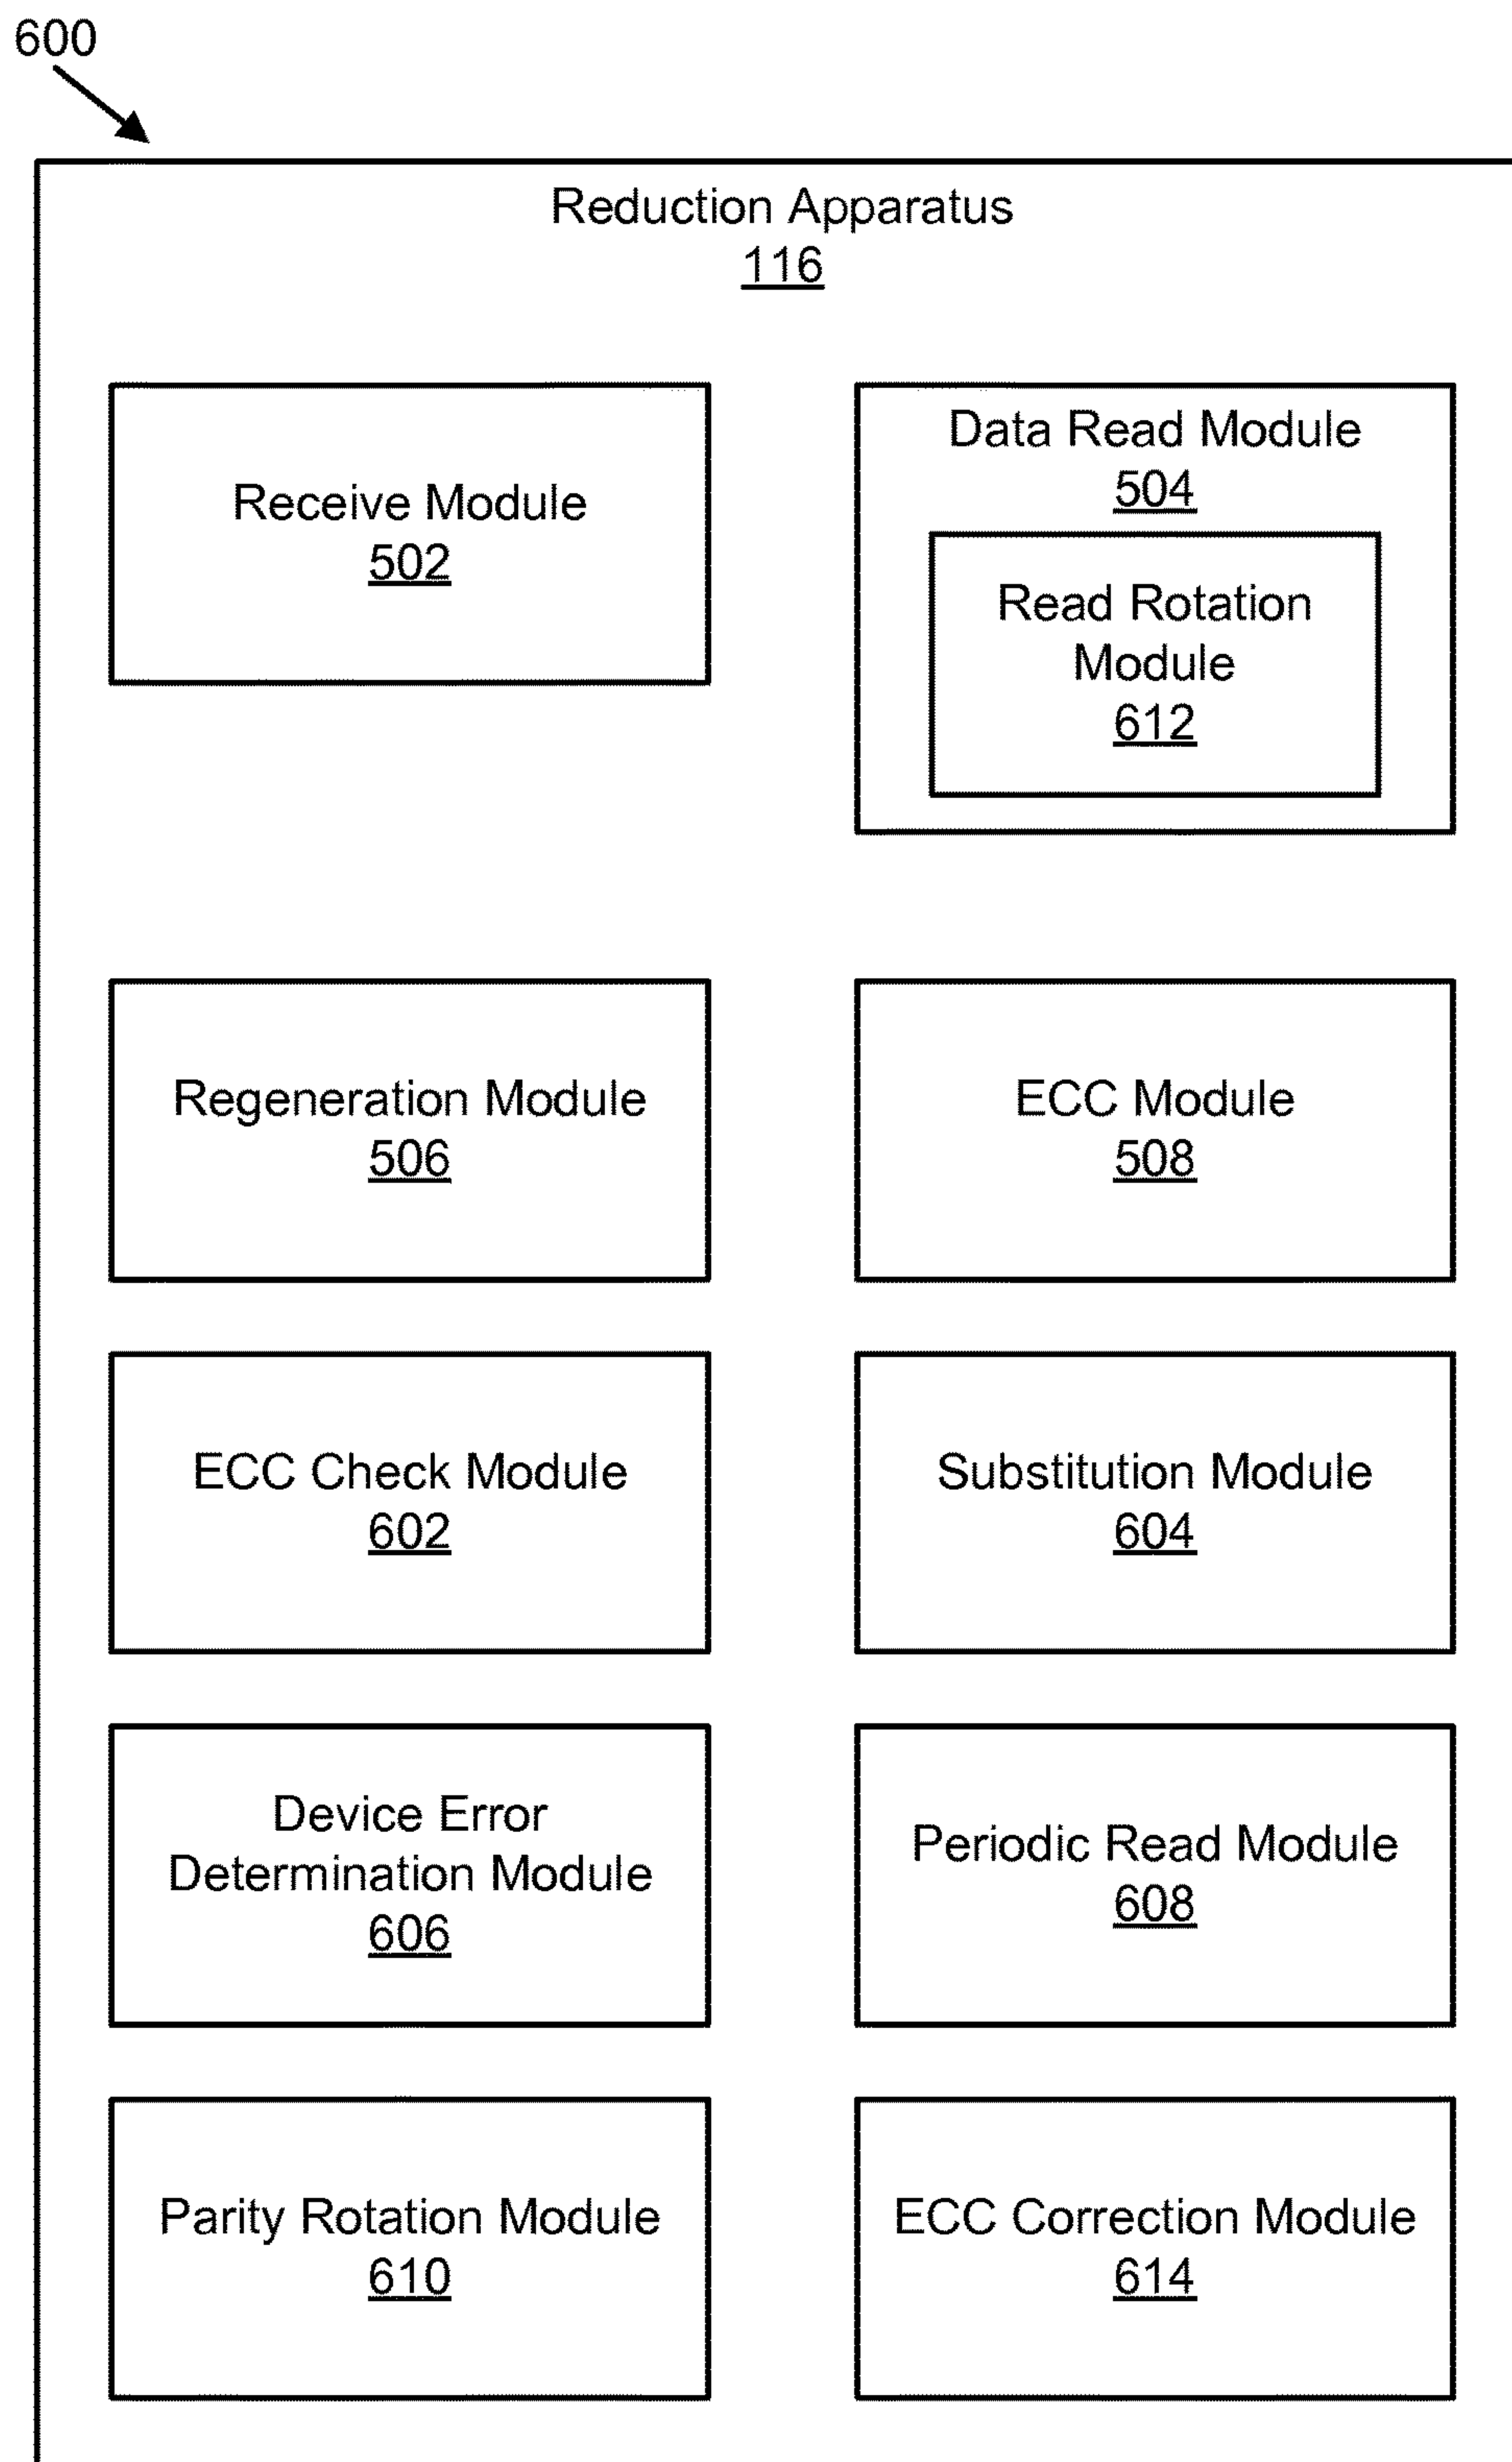 600
Reduction Apparatus
116
Receive Module
502
Data Read Module
504
Read Rotation
Module
612
Regeneration Module
506
ECC Module
508
ECC Check Module
602
Substitution Module
604
Device Error
Determination Module
606
Periodic Read Module
608
Parity Rotation Module
610
ECC Correction Module
614